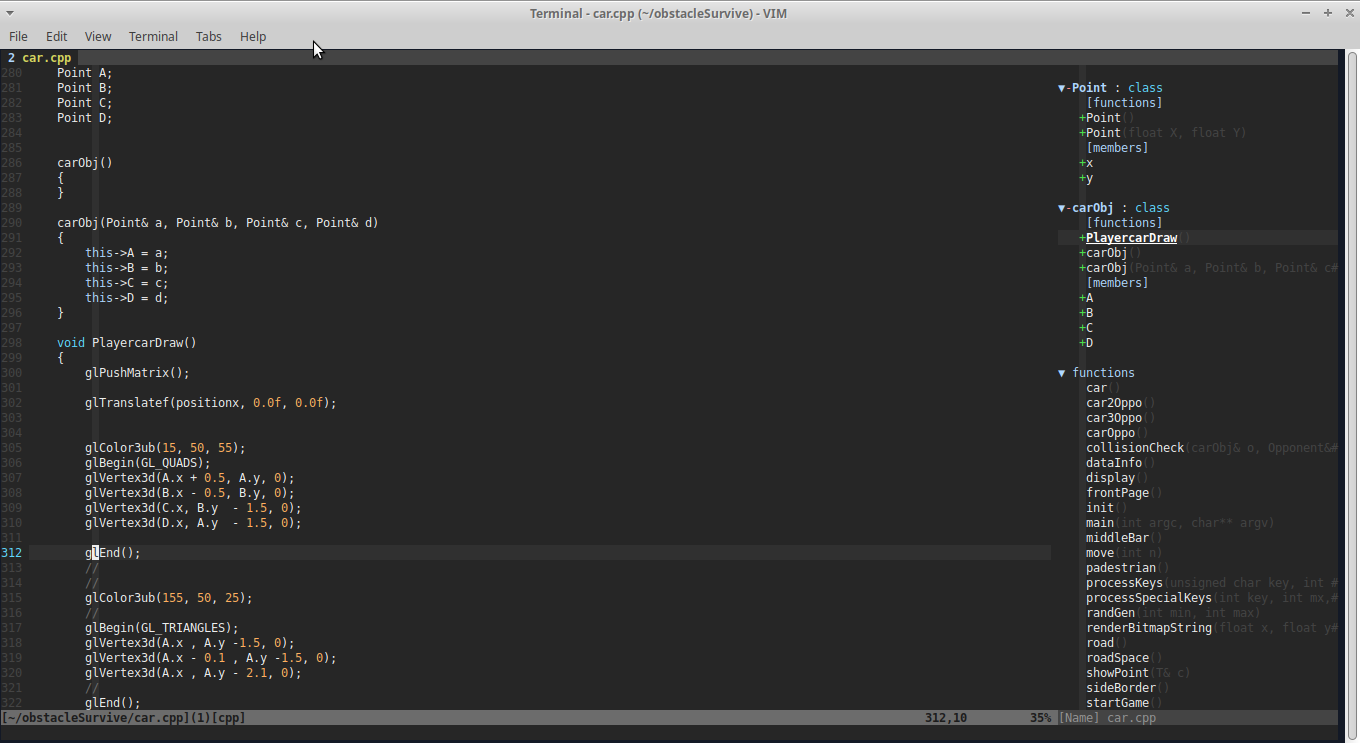 Terminal - car.cpp (~/obstacleSurvive) - VIM
File Edit View Terminal Tabs Help
2 car.cpp
280     Point A;
281     Point B;
282     Point C;
283     Point D;
284
285
286     carObj()
287     {
288     }
289
290     carObj(Point& a, Point& b, Point& c, Point& d)
291     {
292         this->A = a;
293         this->B = b;
294         this->C = c;
295         this->D = d;
296     }
297
298     void PlayercarDraw()
299     {
300         glPushMatrix();
301
302         glTranslatef(positionx, 0.0f, 0.0f);
303
304
305         glColor3ub(15, 50, 55);
306         glBegin(GL_QUADS);
307         glVertex3d(A.x + 0.5, A.y, 0);
308         glVertex3d(B.x - 0.5, B.y, 0);
309         glVertex3d(C.x, B.y  - 1.5, 0);
310         glVertex3d(D.x, A.y  - 1.5, 0);
311
312         glEnd();
313         //
314         //
315         glColor3ub(155, 50, 25);
316         //
317         glBegin(GL_TRIANGLES);
318         glVertex3d(A.x , A.y -1.5, 0);
319         glVertex3d(A.x - 0.1 , A.y -1.5, 0);
320         glVertex3d(A.x , A.y - 2.1, 0);
321         //
322         glEnd();
[~/obstacleSurvive/car.cpp](1)[cpp] 312,10 35%
▼-Point : class
[functions]
+Point()
+Point(float X, float Y)
[members]
+x
+y
▼-carObj : class
[functions]
+PlayercarDraw()
+carObj()
+carObj(Point& a, Point& b, Point& c#
[members]
+A
+B
+C
+D
▼ functions
car()
car2Oppo()
car3Oppo()
carOppo()
collisionCheck(carObj& o, Opponent&#
dataInfo()
display()
frontPage()
init()
main(int argc, char** argv)
middleBar()
move(int n)
padestrian()
processKeys(unsigned char key, int #
processSpecialKeys(int key, int mx,#
randGen(int min, int max)
renderBitmapString(float x, float y#
road()
roadSpace()
showPoint(T& c)
sideBorder()
startGame()
[Name] car.cpp